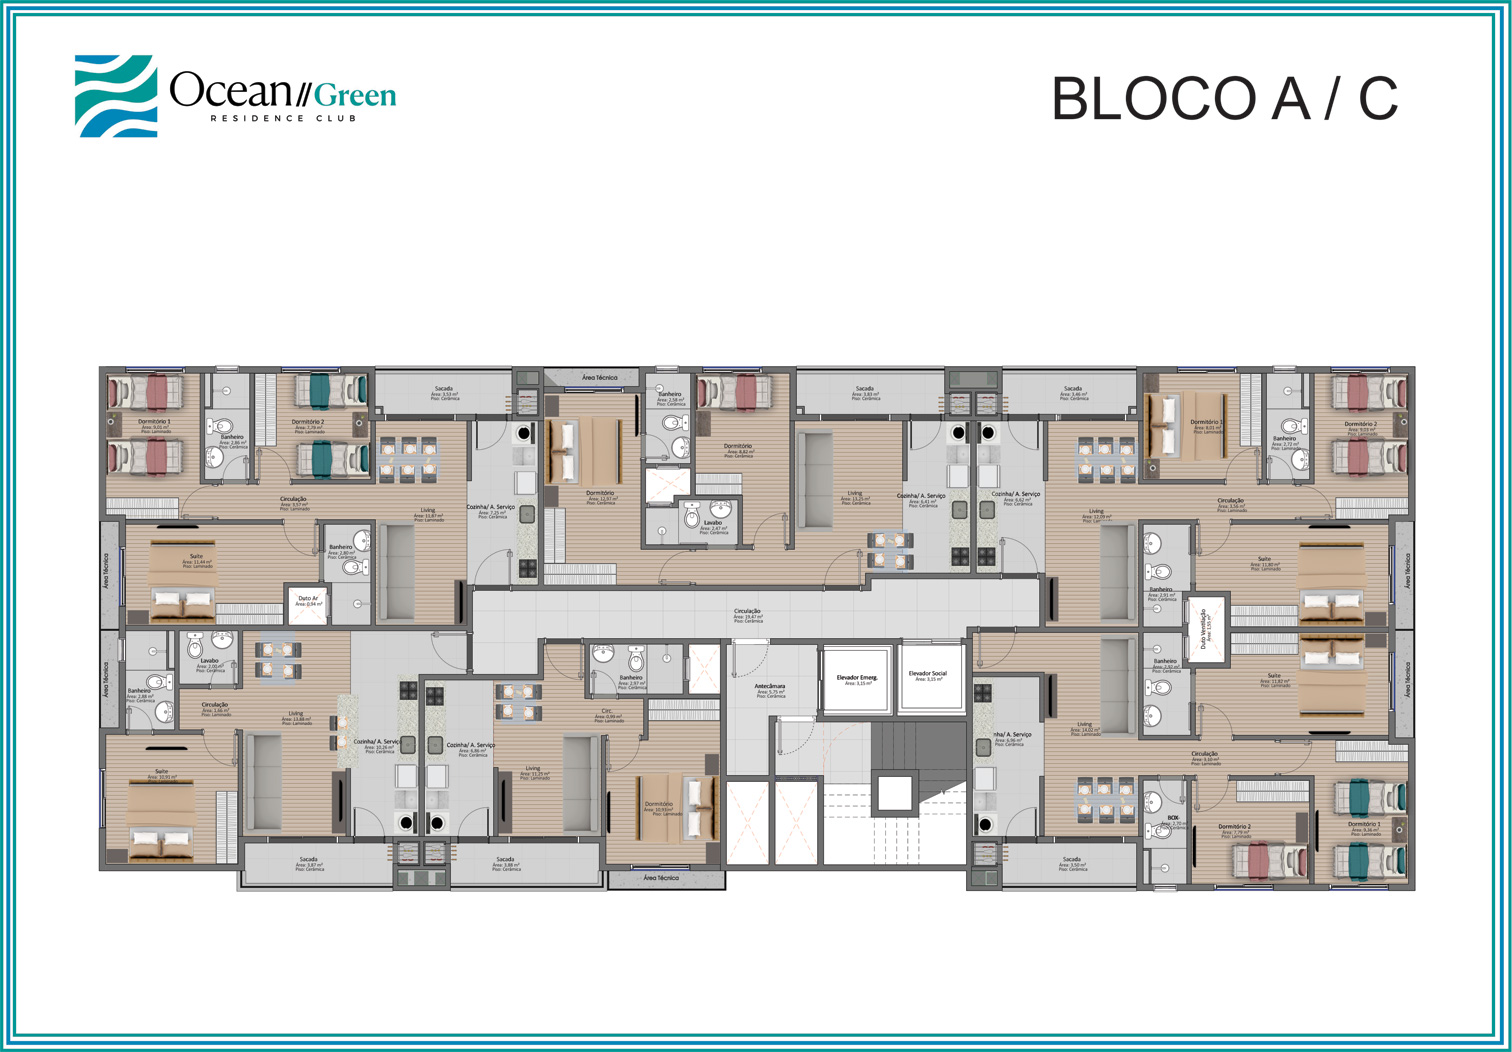 Ocean//Green
RESIDENCE CLUB
BLOCO A / C
Dormitório 1
Área: 9,01 m²
Piso: Laminado
Banheiro
Área: 2,86 m²
Piso: Cerâmica
Dormitório 2
Área: 7,79 m²
Piso: Laminado
Sacada
Área: 3,53 m²
Piso: Cerâmica
Área Técnica
Banheiro
Área: 2,58 m²
Piso: Cerâmica
Dormitório
Área: 8,82 m²
Piso: Cerâmica
Sacada
Área: 3,83 m²
Piso: Cerâmica
Sacada
Área: 3,46 m²
Piso: Cerâmica
Dormitório 1
Área: 8,01 m²
Piso: Laminado
Banheiro
Área: 2,72 m²
Piso: Cerâmica
Dormitório 2
Área: 9,03 m²
Piso: Laminado
Circulação
Área: 3,57 m²
Piso: Laminado
Living
Área: 11,87 m²
Piso: Laminado
Cozinha/ A. Serviço
Área: 7,25 m²
Piso: Cerâmica
Dormitório
Área: 12,97 m²
Piso: Cerâmica
Lavabo
Área: 2,47 m²
Piso: Cerâmica
Living
Área: 13,25 m²
Piso: Cerâmica
Cozinha/ A. Serviço
Área: 6,41 m²
Piso: Cerâmica
Cozinha/ A. Serviço
Área: 6,62 m²
Piso: Cerâmica
Living
Área: 12,09 m²
Piso: Laminado
Circulação
Área: 3,56 m²
Piso: Laminado
Área Técnica
Suíte
Área: 11,44 m²
Piso: Laminado
Banheiro
Área: 2,80 m²
Piso: Cerâmica
Duto Ar
Área: 0,94 m²
Circulação
Área: 19,47 m²
Piso: Cerâmica
Banheiro
Área: 2,91 m²
Piso: Cerâmica
Duto Ventilação
Área: 1,55 m²
Suíte
Área: 11,80 m²
Piso: Laminado
Área Técnica
Área Técnica
Banheiro
Área: 2,88 m²
Piso: Cerâmica
Lavabo
Área: 2,00 m²
Piso: Cerâmica
Circulação
Área: 1,66 m²
Piso: Laminado
Living
Área: 13,88 m²
Piso: Laminado
Cozinha/ A. Serviço
Área: 10,26 m²
Piso: Cerâmica
Cozinha/ A. Serviço
Área: 6,86 m²
Piso: Cerâmica
Banheiro
Área: 2,97 m²
Piso: Cerâmica
Circ.
Área: 0,99 m²
Piso: Laminado
Living
Área: 11,25 m²
Piso: Laminado
Dormitório
Área: 10,93 m²
Piso: Laminado
Antecâmara
Área: 5,75 m²
Piso: Cerâmica
Elevador Emerg.
Área: 3,15 m²
Elevador Social
Área: 3,15 m²
nha/ A. Serviço
Área: 6,96 m²
Piso: Cerâmica
Living
Área: 14,02 m²
Piso: Laminado
Banheiro
Área: 2,92 m²
Piso: Cerâmica
Suíte
Área: 11,82 m²
Piso: Laminado
Área Técnica
Circulação
Área: 3,10 m²
Piso: Laminado
Suíte
Área: 10,91 m²
Piso: Laminado
Sacada
Área: 3,87 m²
Piso: Cerâmica
Sacada
Área: 3,88 m²
Piso: Cerâmica
Área Técnica
Sacada
Área: 3,50 m²
Piso: Cerâmica
BOX
Área: 2,70 m²
Piso: Cerâmica
Dormitório 2
Área: 7,79 m²
Piso: Laminado
Dormitório 1
Área: 9,36 m²
Piso: Laminado